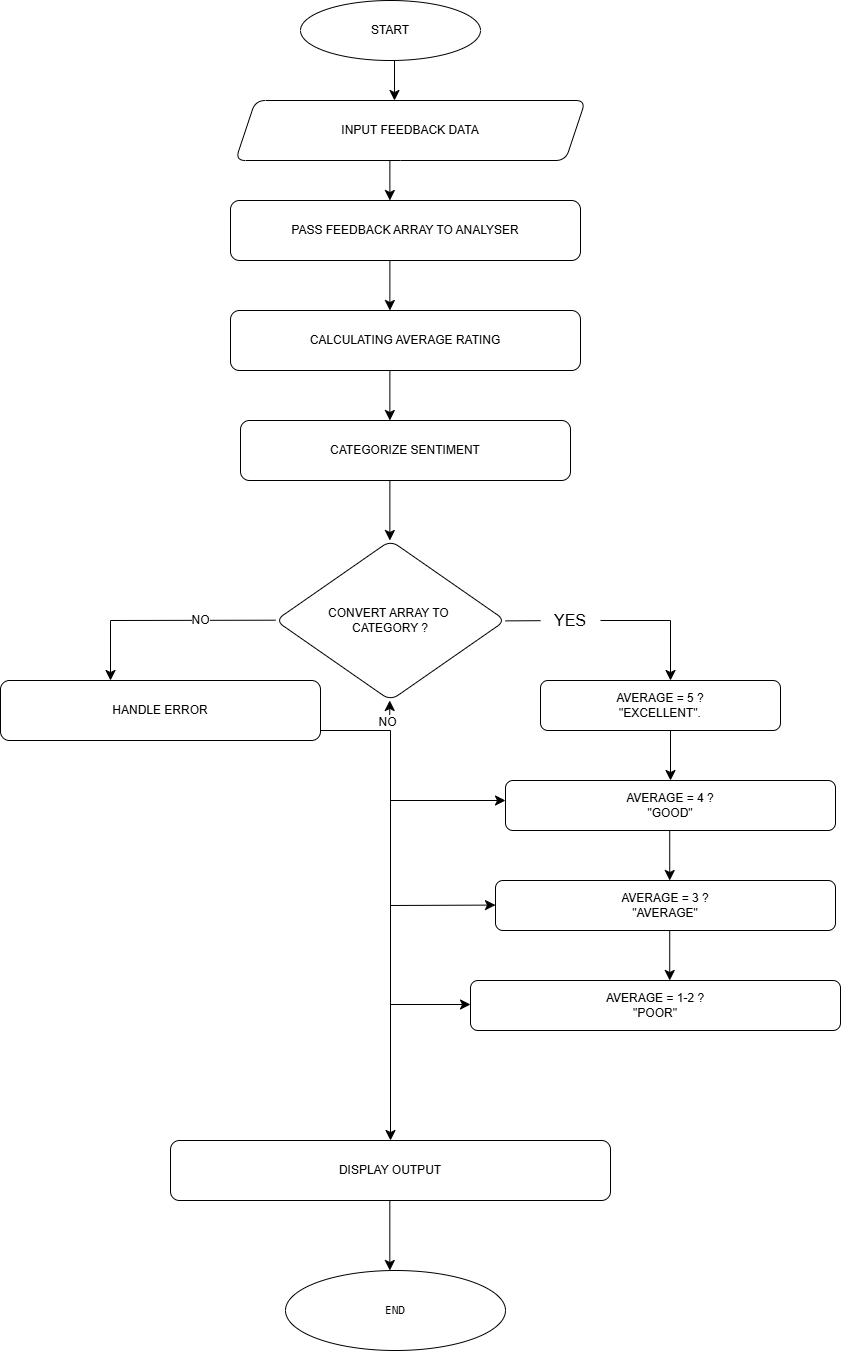 START
INPUT FEEDBACK DATA
PASS FEEDBACK ARRAY TO ANALYSER
CALCULATING AVERAGE RATING
CATEGORIZE SENTIMENT
CONVERT ARRAY TO
CATEGORY ?
NO
YES
HANDLE ERROR
AVERAGE = 5 ?
"EXCELLENT".
NO
AVERAGE = 4 ?
"GOOD"
AVERAGE = 3 ?
"AVERAGE"
AVERAGE = 1-2 ?
"POOR"
DISPLAY OUTPUT
END